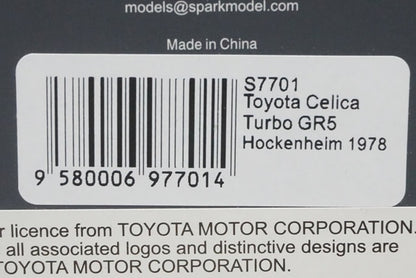 models@sparkmodel.com
Made in China
S7701
Toyota Celica
Turbo GR5
Hockenheim 1978
9 580006 977014
r licence from TOYOTA MOTOR CORPORATION.
all associated logos and distinctive designs are
TOYOTA MOTOR CORPORATION.